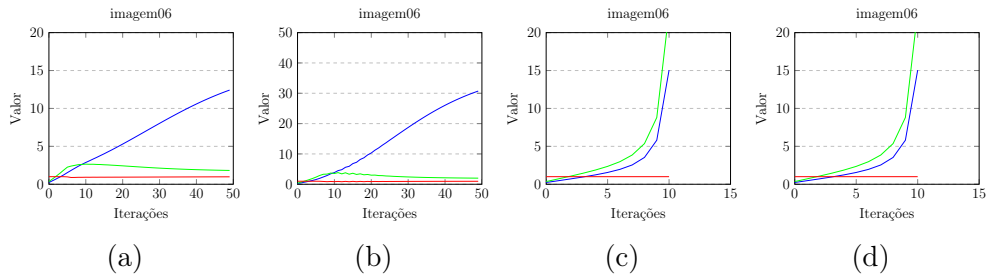 imagem06 imagem06 imagem06 imagem06
20 50 20 20
40
15 15 15
30
10 10 10
20
5 5 5
10
0 0 0 0
0 10 20 30 40 50 0 10 20 30 40 50 0 5 10 15 0 5 10 15
Valor Valor Valor Valor
Iterações Iterações Iterações Iterações
(a) (b) (c) (d)